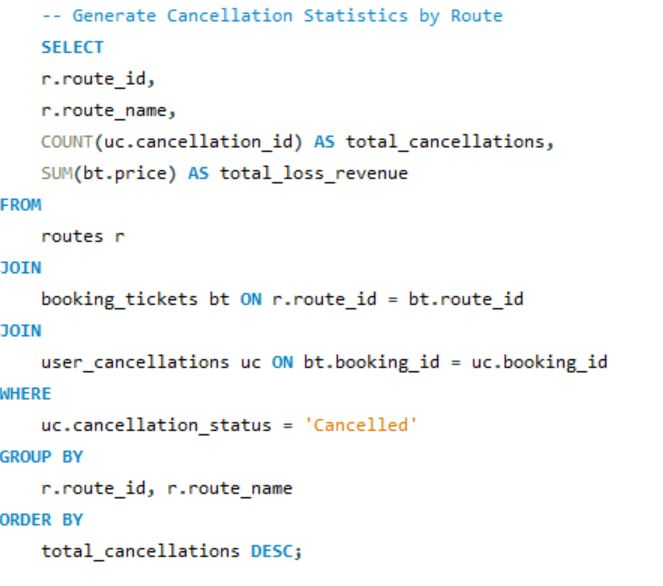 -- Generate Cancellation Statistics by Route
SELECT
r.route_id,
r.route_name,
COUNT(uc.cancellation_id) AS total_cancellations,
SUM(bt.price) AS total_loss_revenue
FROM
routes r
JOIN
booking_tickets bt ON r.route_id = bt.route_id
JOIN
user_cancellations uc ON bt.booking_id = uc.booking_id
WHERE
uc.cancellation_status = 'Cancelled'
GROUP BY
r.route_id, r.route_name
ORDER BY
total_cancellations DESC;